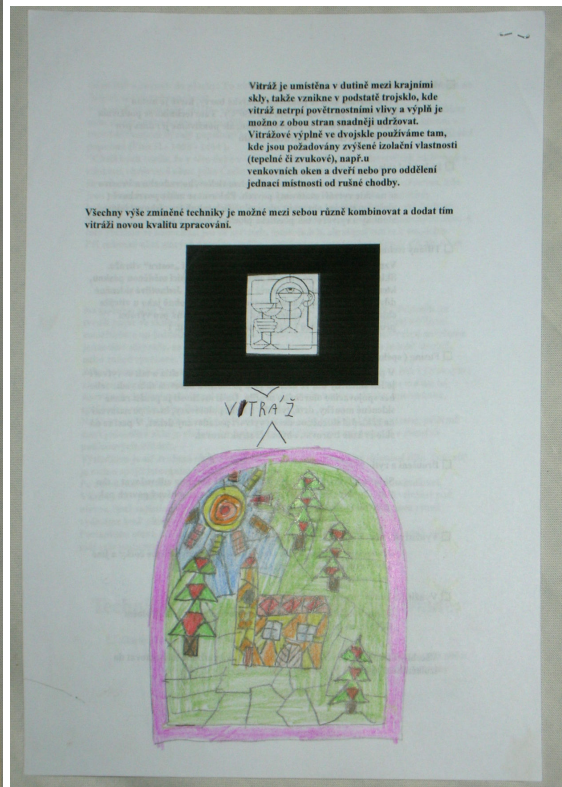 Vitráž je umístěna v dutině mezi krajními
skly, takže vznikne v podstatě trojsklo, kde
vitráž netrpí povětrnostními vlivy a výplň je
možno z obou stran snadněji udržovat.
Vitrážové výplně ve dvojskle používáme tam,
kde jsou požadovány zvýšené izolační vlastnosti
(tepelné či zvukové), např.u
venkovních oken a dveří nebo pro oddělení
jednací místnosti od rušné chodby.
Všechny výše zmíněné techniky je možné mezi sebou různě kombinovat a dodat tím
vitráži novou kvalitu zpracování.
VITRÁŽ